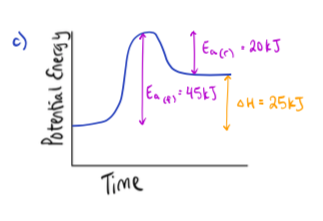 c)
Potential Energy
Ea(r) = 20kJ
Ea(f) = 45kJ
ΔH = 25kJ
Time